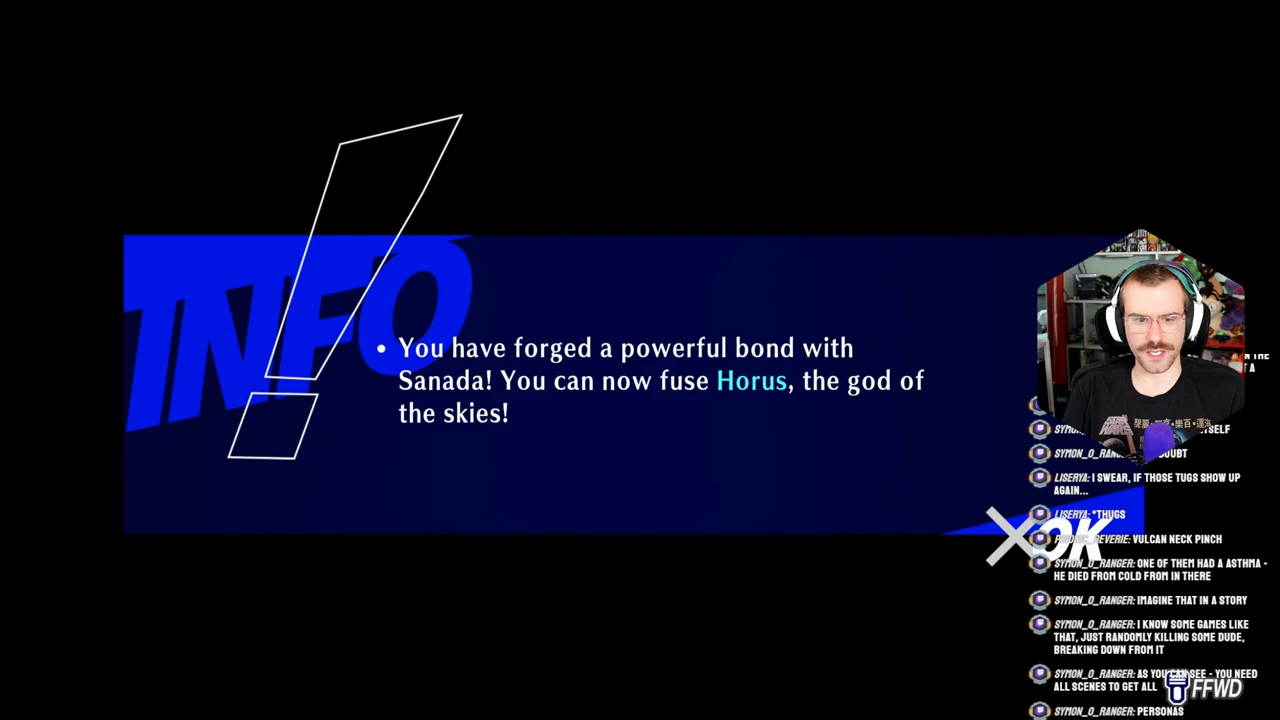 INFO
• You have forged a powerful bond with
Sanada! You can now fuse Horus, the god of
the skies!
OK
STAR
YSELF
LISERYA: I SWEAR, IF THOSE TUGS SHOW UP
AGAIN...
LISERYA: *THUGS
VULCAN NECK PINCH
SYMON_O_RANGER: ONE OF THEM HAD A ASTHMA -
HE DIED FROM COLD FROM IN THERE
SYMON_O_RANGER: IMAGINE THAT IN A STORY
SYMON_O_RANGER: I KNOW SOME GAMES LIKE
THAT, JUST RANDOMLY KILLING SOME DUDE,
BREAKING DOWN FROM IT
SYMON_O_RANGER: AS YOU CAN SEE - YOU NEED
ALL SCENES TO GET ALL
FFWD
SYMON_O_RANGER: PERSONAS